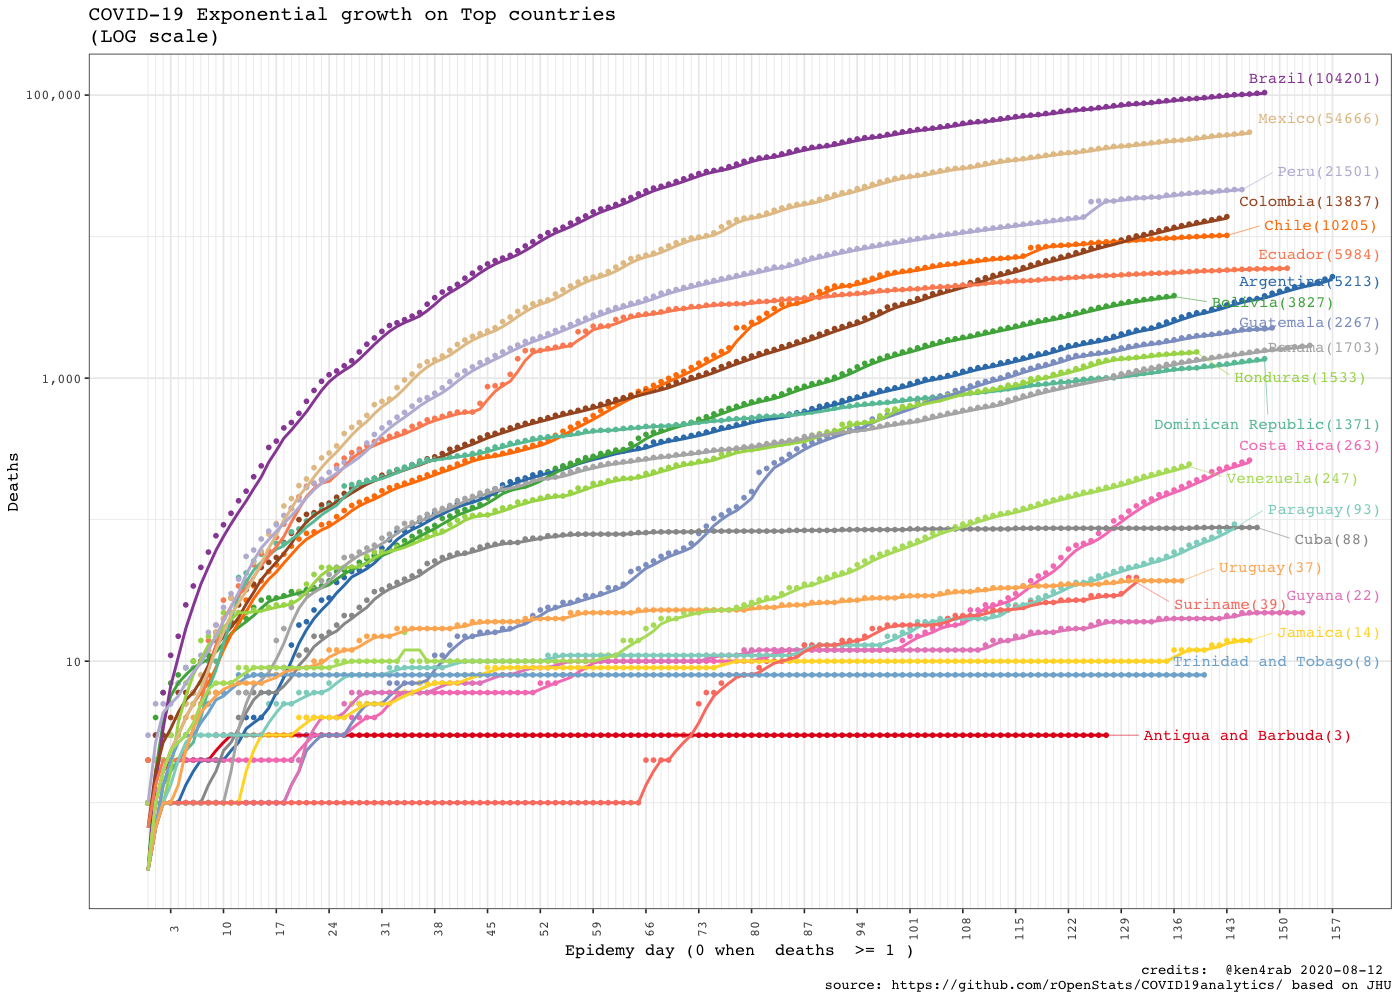 COVID-19 Exponential growth on Top countries
(LOG scale)
Deaths
100,000
1,000
10
Brazil(104201)
Mexico(54666)
Peru(21501)
Colombia(13837)
Chile(10205)
Ecuador(5984)
Argentina(5213)
Bolivia(3827)
Guatemala(2267)
Panama(1703)
Honduras(1533)
Dominican Republic(1371)
Costa Rica(263)
Venezuela(247)
Paraguay(93)
Cuba(88)
Uruguay(37)
Guyana(22)
Suriname(39)
Jamaica(14)
Trinidad and Tobago(8)
Antigua and Barbuda(3)
3 10 17 24 31 38 45 52 59 66 73 80 87 94 101 108 115 122 129 136 143 150 157
Epidemy day (0 when  deaths  >= 1 )
credits:  @ken4rab 2020-08-12
source: https://github.com/rOpenStats/COVID19analytics/ based on JHU